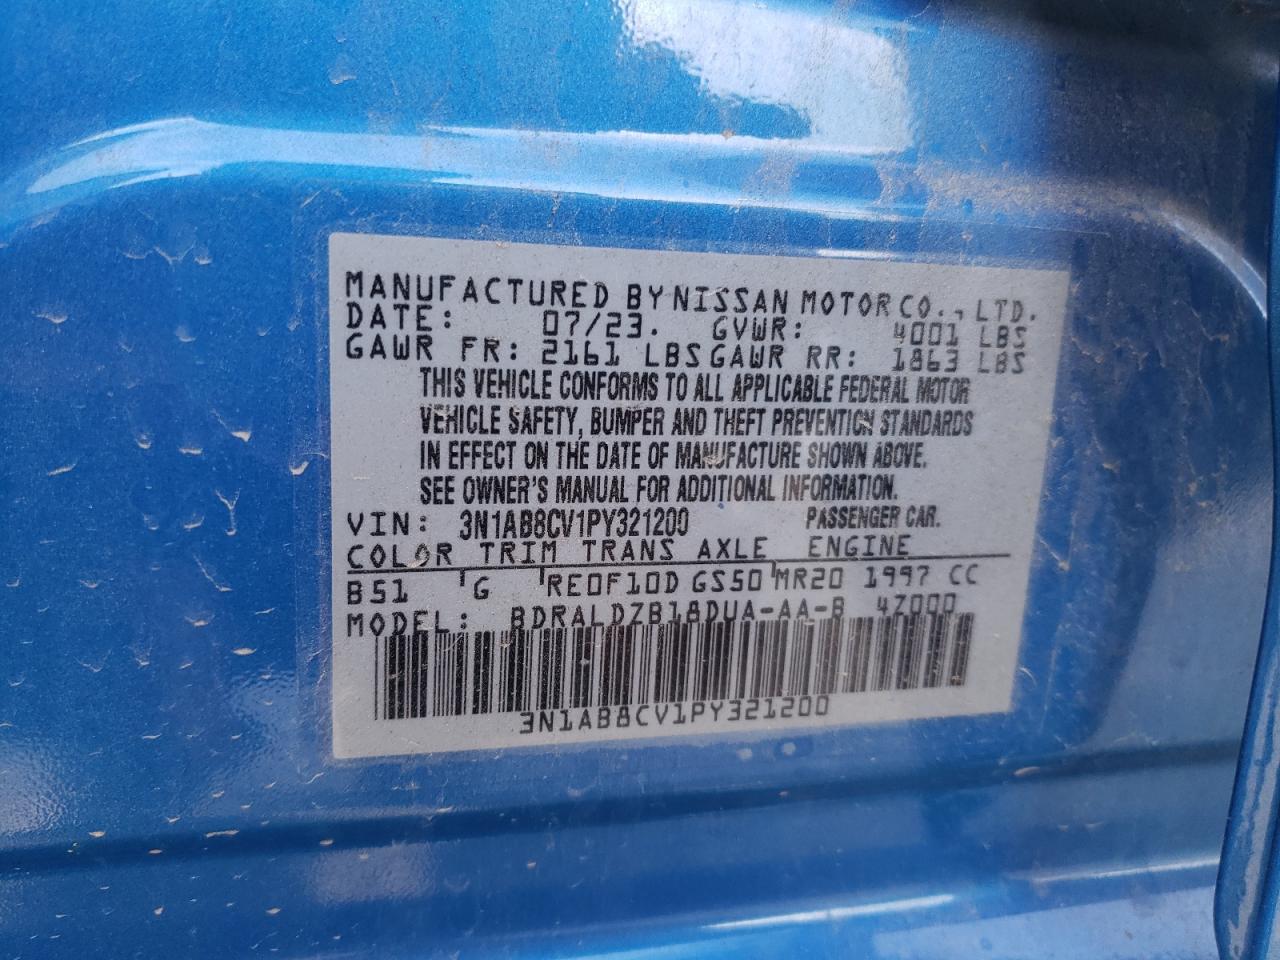 MANUFACTURED BY NISSAN MOTOR CO., LTD.
DATE: 07/23. GVWR: 4001 LBS
GAWR FR: 2161 LBS GAWR RR: 1863 LBS
THIS VEHICLE CONFORMS TO ALL APPLICABLE FEDERAL MOTOR
VEHICLE SAFETY, BUMPER AND THEFT PREVENTION STANDARDS
IN EFFECT ON THE DATE OF MANUFACTURE SHOWN ABOVE.
SEE OWNER'S MANUAL FOR ADDITIONAL INFORMATION.
VIN: 3N1AB8CV1PY321200 PASSENGER CAR.
COLOR TRIM TRANS AXLE ENGINE
B51 G RE0F10D GS50 MR20 1997 CC
MODEL: BDRALDZB18DUA-AA-B 4Z000
3N1AB8CV1PY321200